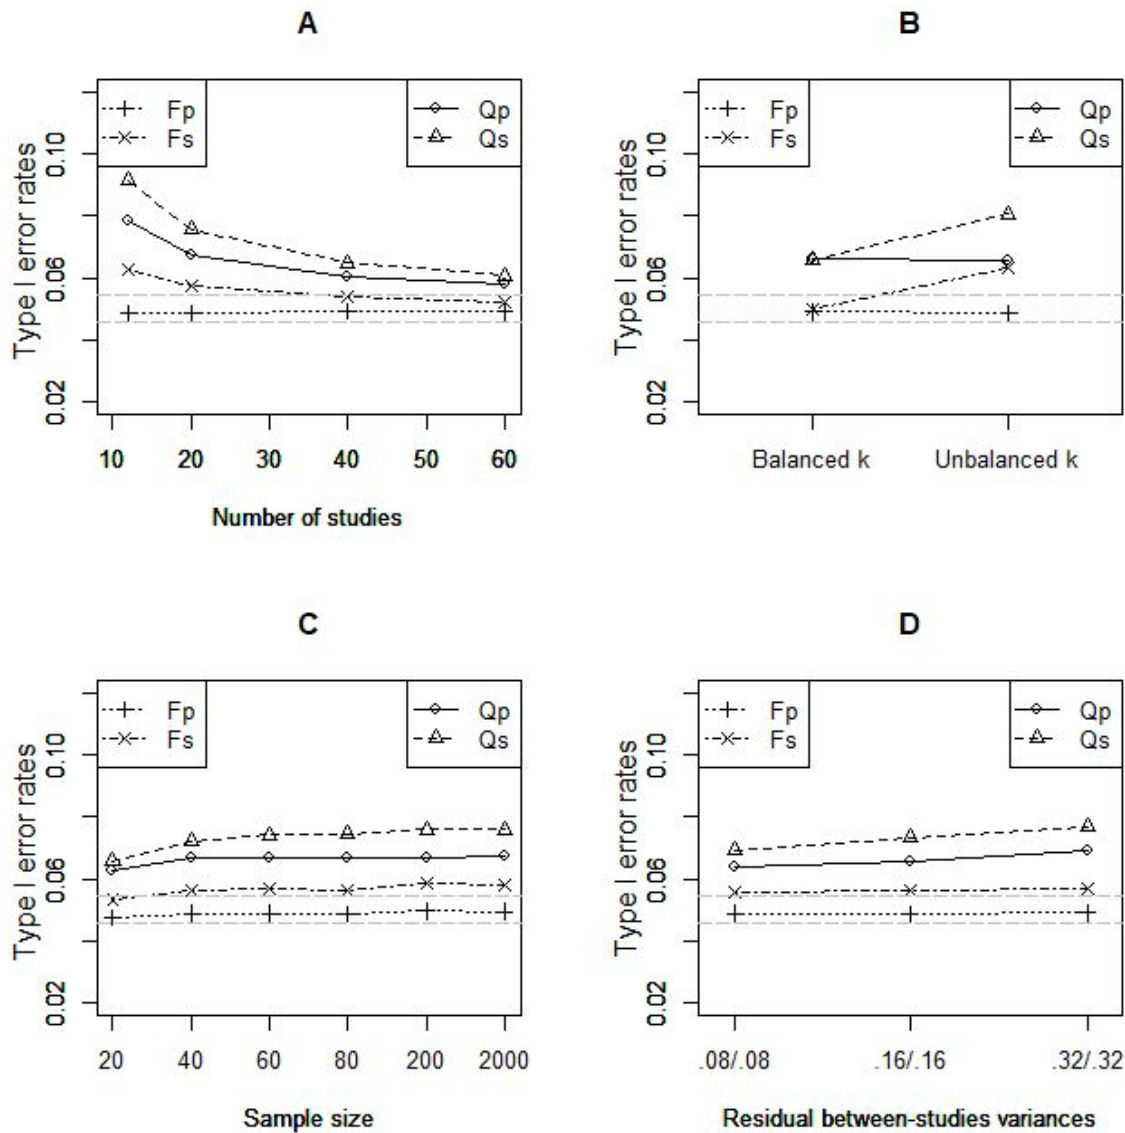 A
Fp
Fs
Qp
Qs
Type I error rates
0.02
0.06
0.10
10 20 30 40 50 60
Number of studies
B
Fp
Fs
Qp
Qs
Type I error rates
0.02
0.06
0.10
Balanced k Unbalanced k
C
Fp
Fs
Qp
Qs
Type I error rates
0.02
0.06
0.10
20 40 60 80 200 2000
Sample size
D
Fp
Fs
Qp
Qs
Type I error rates
0.02
0.06
0.10
.08/.08 .16/.16 .32/.32
Residual between-studies variances